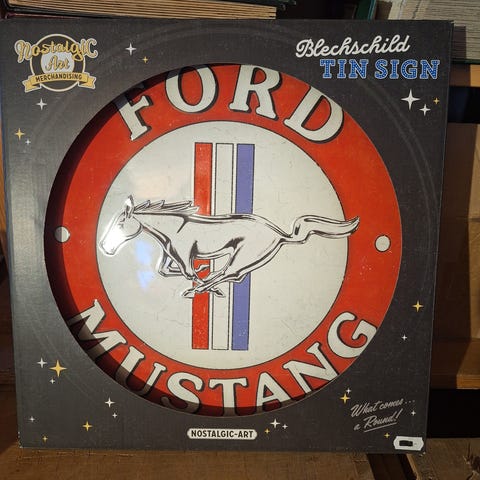 Nostalgic
Art
MERCHANDISING
Blechschild
TIN SIGN
FORD
MUSTANG
What comes...
a Round!
NOSTALGIC-ART